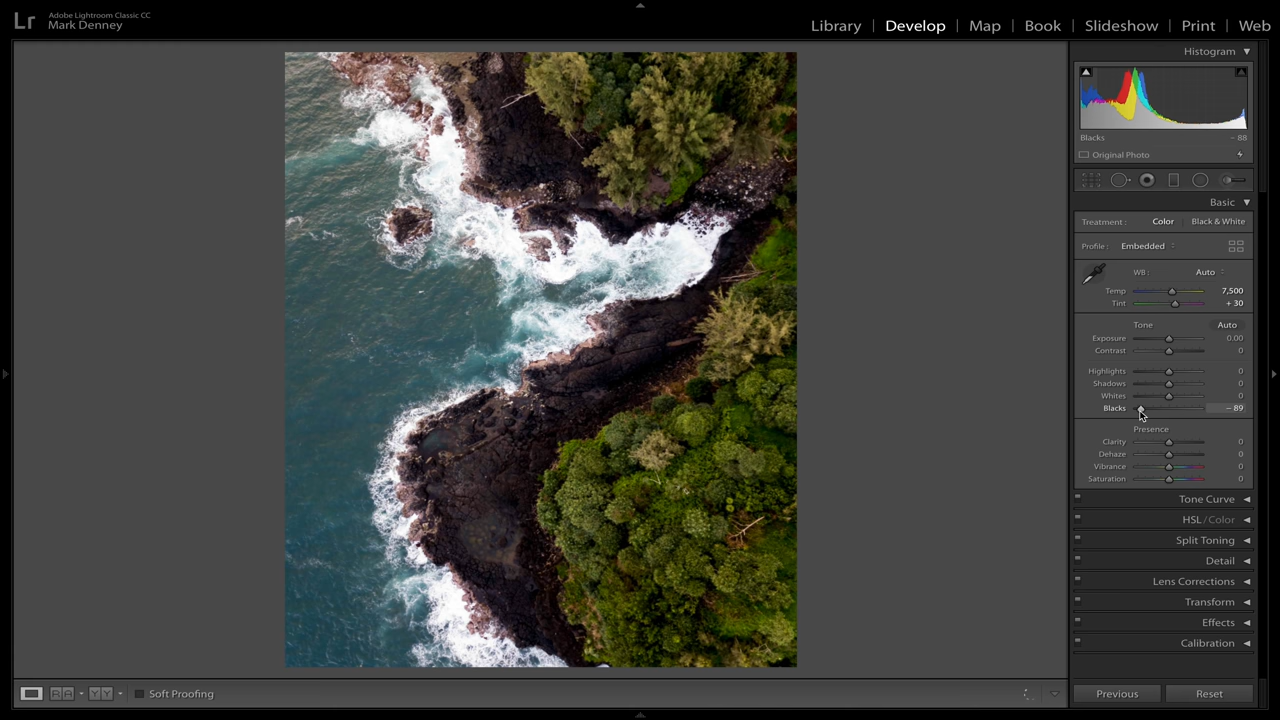 Lr
Adobe Lightroom Classic CC
Mark Denney
Library | Develop | Map | Book | Slideshow | Print | Web
Histogram
Blacks - 88
Original Photo
Basic
Treatment : Color Black & White
Profile : Embedded
WB : Auto
Temp 7,500
Tint + 30
Tone Auto
Exposure 0.00
Contrast 0
Highlights 0
Shadows 0
Whites 0
Blacks - 89
Presence
Clarity 0
Dehaze 0
Vibrance 0
Saturation 0
Tone Curve
HSL / Color
Split Toning
Detail
Lens Corrections
Transform
Effects
Calibration
R A Y Y Soft Proofing
Previous Reset